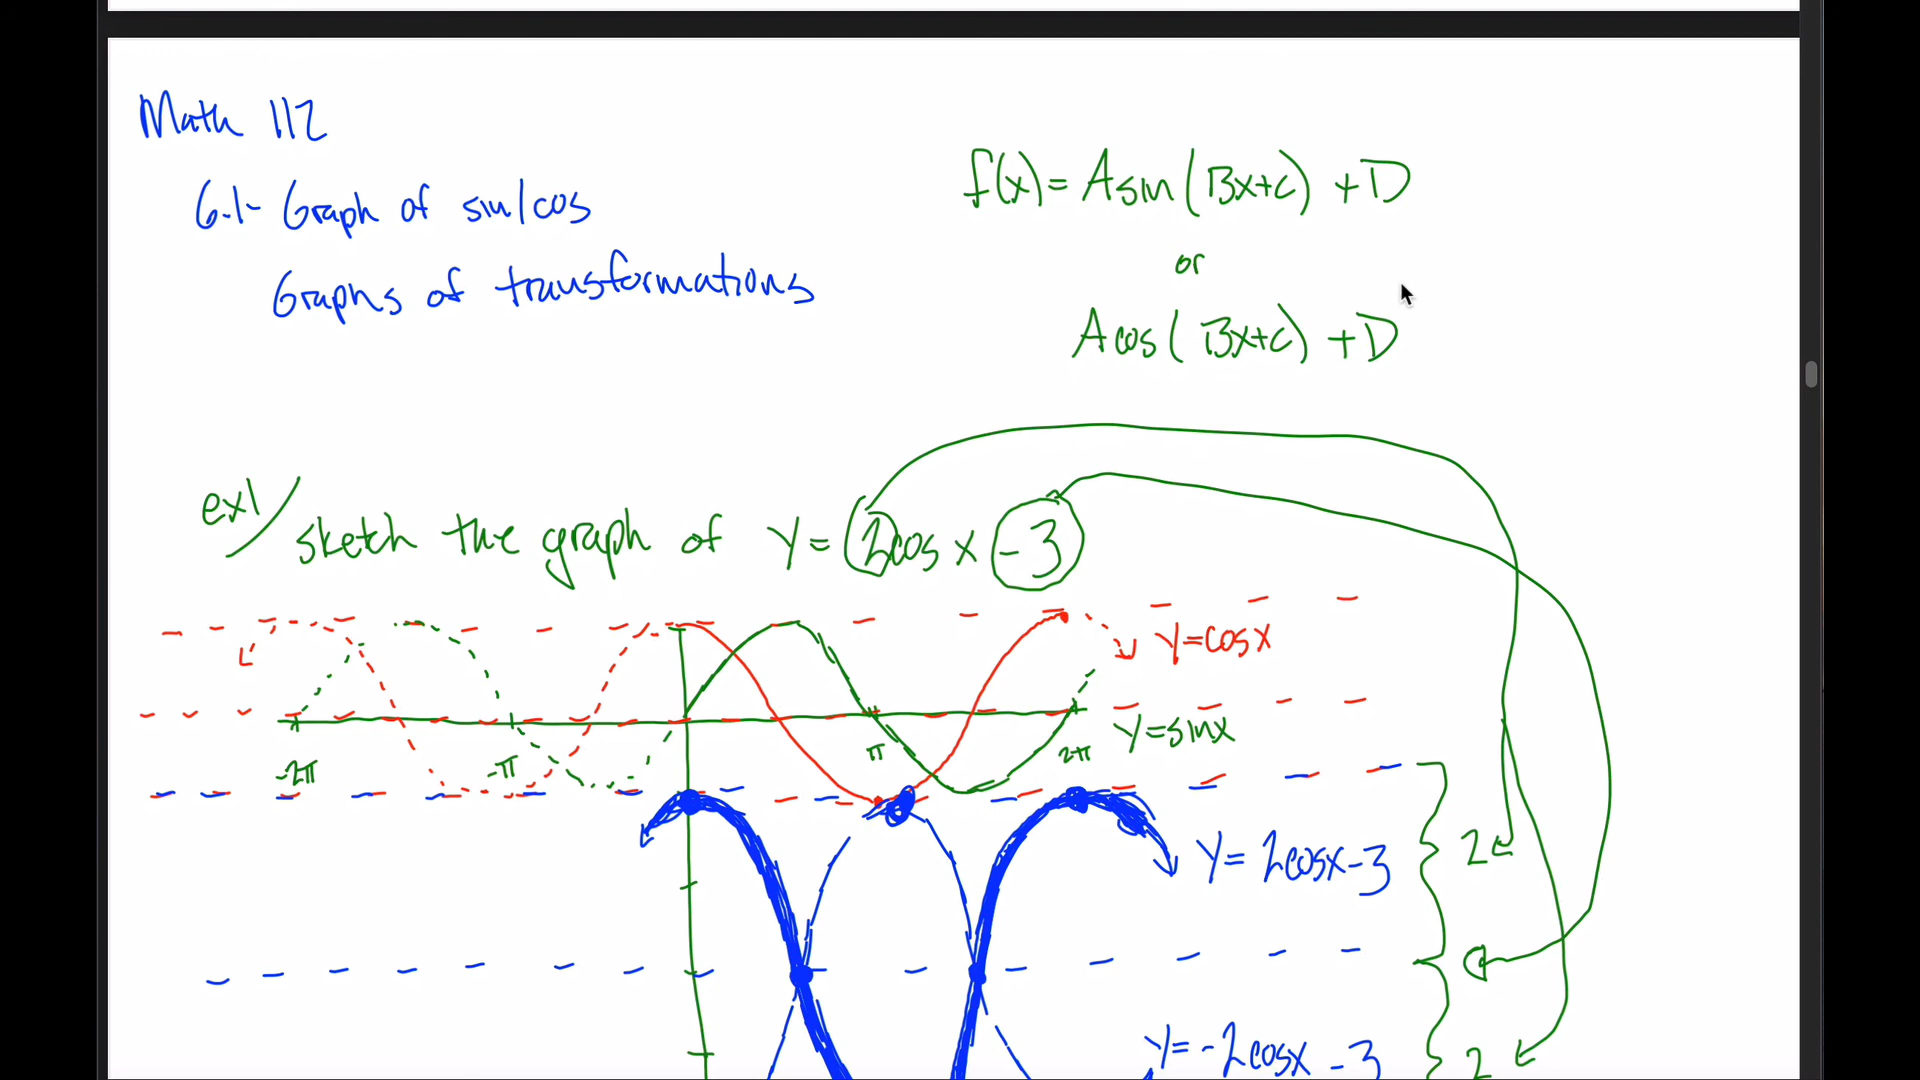 Math 112
6.1- Graph of sin/cos
Graphs of transformations
f(x)= Asin(Bx+C) +D
or
Acos(Bx+C) +D
ex1/ sketch the graph of y= 2cos x -3
y=cosx
y=sinx
-2π -π π 2π
y= 2cosx-3
2
y= -2cosx -3
2